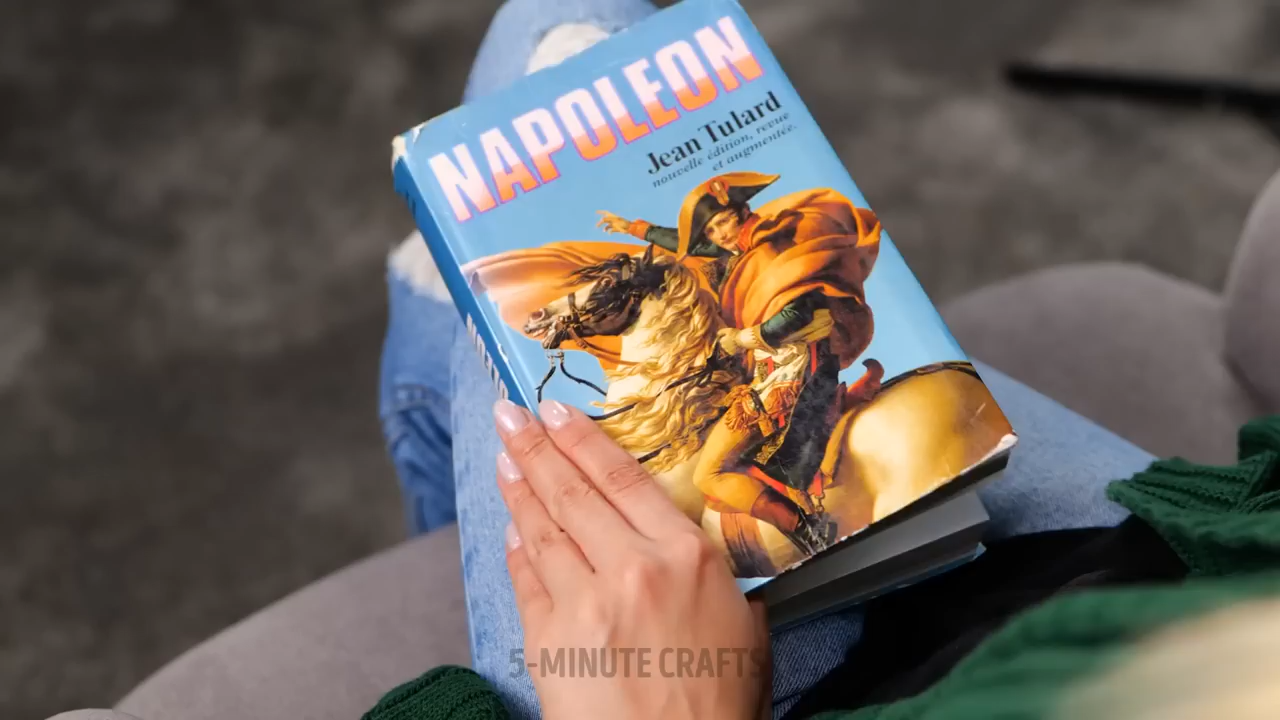 NAPOLEON
Jean Tulard
nouvelle édition, revue
et augmentée.
5-MINUTE CRAFTS